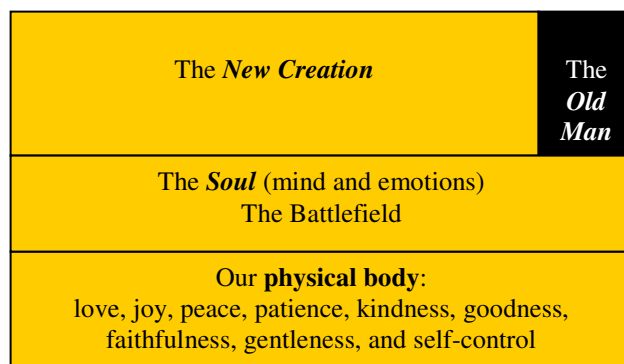 The New Creation
The
Old
Man
The Soul (mind and emotions)
The Battlefield
Our physical body:
love, joy, peace, patience, kindness, goodness,
faithfulness, gentleness, and self-control